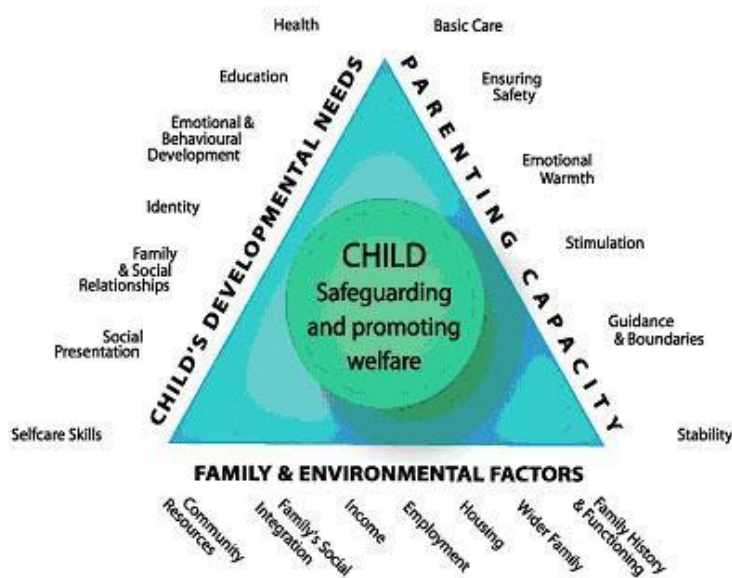 Health
Education
Emotional &
Behavioural
Development
Identity
Family
& Social
Relationships
Social
Presentation
Selfcare Skills
CHILD'S DEVELOPMENTAL NEEDS
Basic Care
Ensuring
Safety
Emotional
Warmth
Stimulation
Guidance
& Boundaries
Stability
PARENTING CAPACITY
CHILD
Safeguarding
and promoting
welfare
FAMILY & ENVIRONMENTAL FACTORS
Community
Resources
Family's Social
Integration
Income
Employment
Housing
Wider Family
Family History
& Functioning